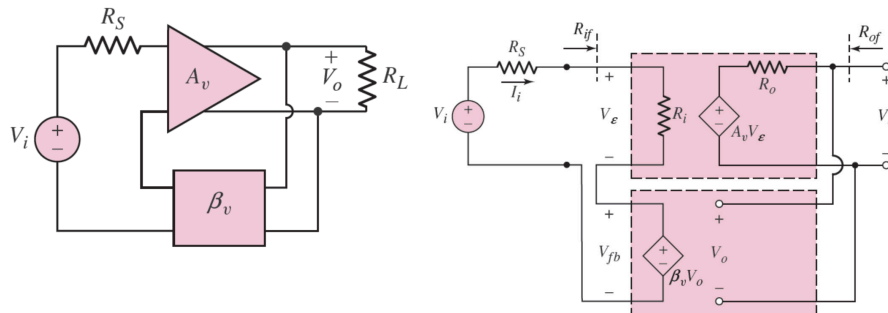 R_S
A_v
+
V_o
−
R_L
V_i
+
−
β_v
R_if
R_of
R_S
I_i
+
V_ε
−
R_i
R_o
+
−
A_vV_ε
+
V
−
V_i
+
−
+
V_fb
−
+
−
β_vV_o
+
V_o
−